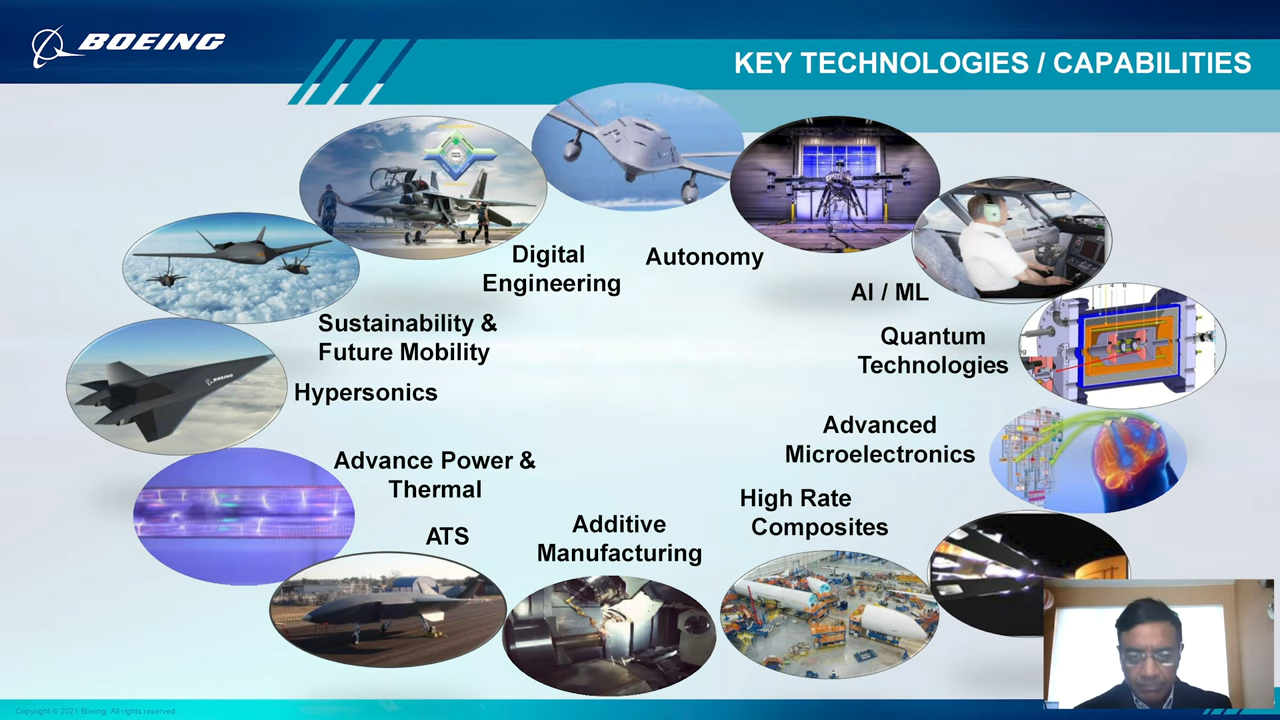 BOEING
KEY TECHNOLOGIES / CAPABILITIES
Digital
Engineering
Autonomy
AI / ML
Sustainability &
Future Mobility
Quantum
Technologies
Hypersonics
BOEING
Advanced
Microelectronics
Advance Power &
Thermal
High Rate
Composites
ATS
Additive
Manufacturing
Copyright © 2021 Boeing. All rights reserved.